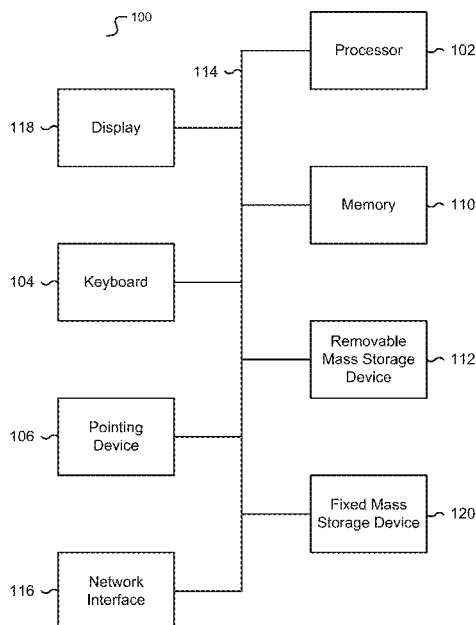 100
114
Processor
102
118
Display
Memory
110
104
Keyboard
Removable
Mass Storage
Device
112
106
Pointing
Device
Fixed Mass
Storage Device
120
116
Network
Interface